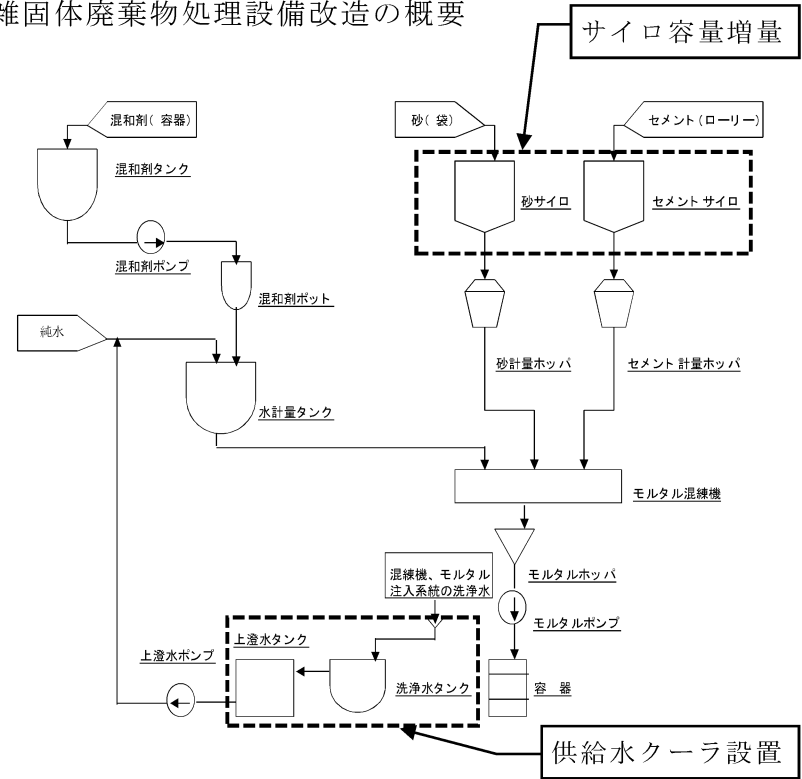 雑固体廃棄物処理設備改造の概要
サイロ容量増量
混和剤(容器)
砂(袋)
セメント(ローリー)
混和剤タンク
砂サイロ
セメントサイロ
混和剤ポンプ
混和剤ポット
純水
砂計量ホッパ
セメント計量ホッパ
水計量タンク
モルタル混練機
混練機、モルタル
注入系統の洗浄水
モルタルホッパ
モルタルポンプ
上澄水タンク
上澄水ポンプ
洗浄水タンク
容器
供給水クーラ設置